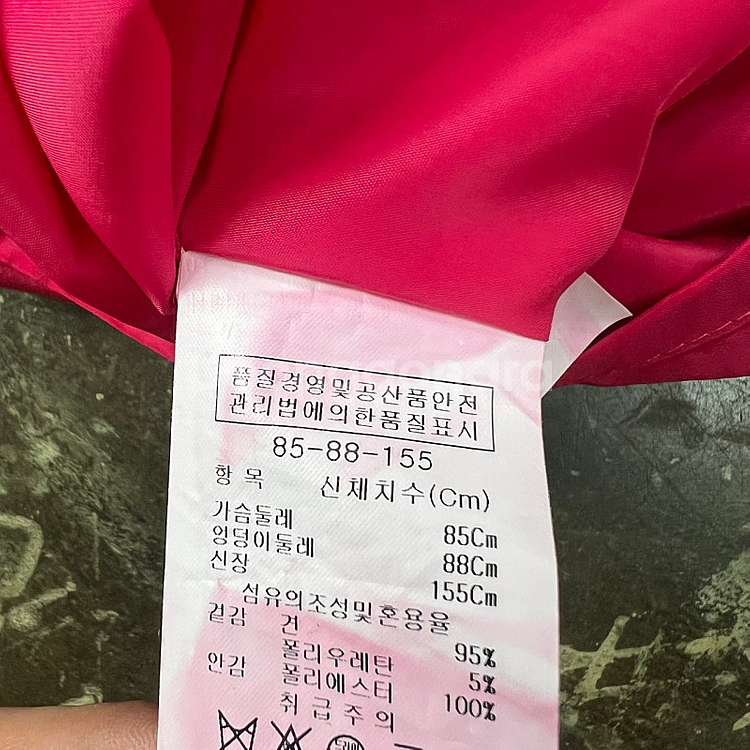 품질경영및공산품안전
관리법에의한품질표시
85-88-155
항 목 신체치수(Cm)
가슴둘레 85Cm
엉덩이둘레 88Cm
신장 155Cm
섬유의조성및혼용율
겉감 견 95%
폴리우레탄 5%
안감 폴리에스터 100%
취급주의
드라이